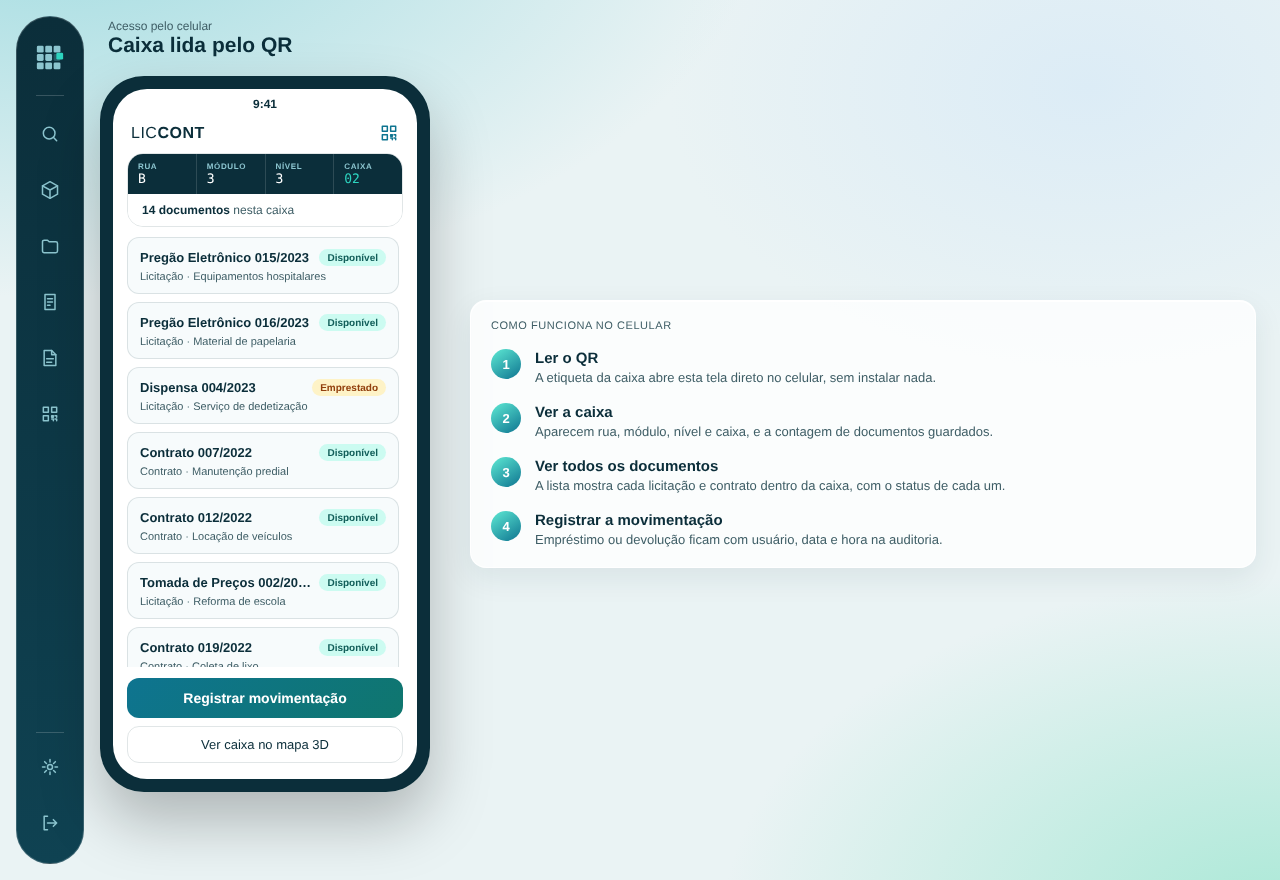 Acesso pelo celular
Caixa lida pelo QR
9:41
LICCONT
RUA MÓDULO NÍVEL CAIXA
B 3 3 02
14 documentos nesta caixa
Pregão Eletrônico 015/2023 Disponível
Licitação · Equipamentos hospitalares
Pregão Eletrônico 016/2023 Disponível
Licitação · Material de papelaria
Dispensa 004/2023 Emprestado
Licitação · Serviço de dedetização
Contrato 007/2022 Disponível
Contrato · Manutenção predial
Contrato 012/2022 Disponível
Contrato · Locação de veículos
Tomada de Preços 002/20… Disponível
Licitação · Reforma de escola
Contrato 019/2022 Disponível
Contrato · Coleta de lixo
Registrar movimentação
Ver caixa no mapa 3D
COMO FUNCIONA NO CELULAR
1 Ler o QR
A etiqueta da caixa abre esta tela direto no celular, sem instalar nada.
2 Ver a caixa
Aparecem rua, módulo, nível e caixa, e a contagem de documentos guardados.
3 Ver todos os documentos
A lista mostra cada licitação e contrato dentro da caixa, com o status de cada um.
4 Registrar a movimentação
Empréstimo ou devolução ficam com usuário, data e hora na auditoria.